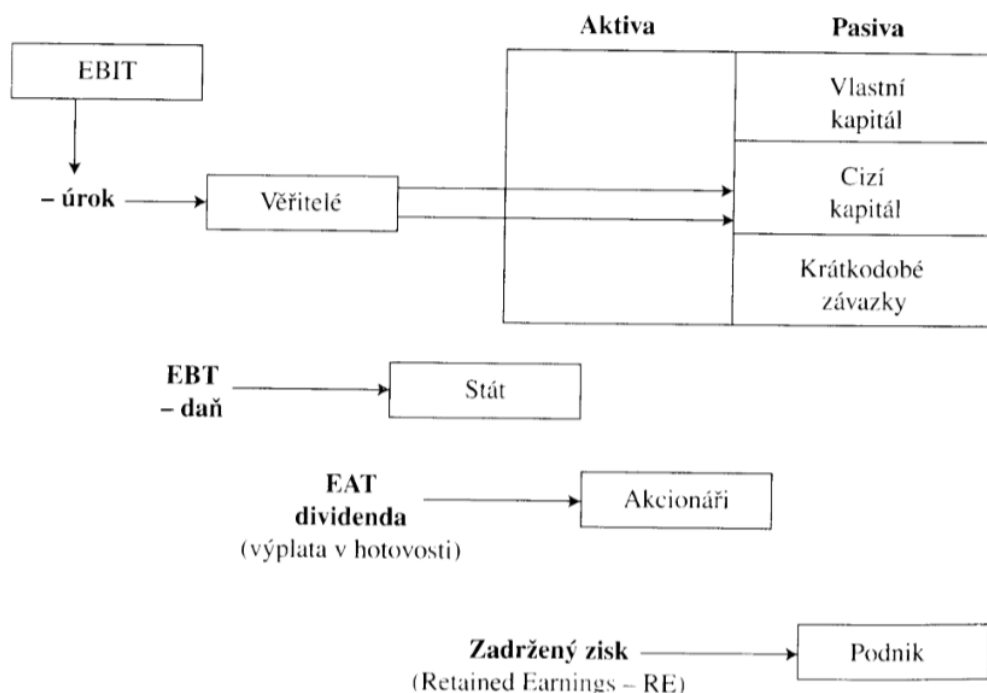 Aktiva
Pasiva
EBIT
Vlastní
kapitál
– úrok
Věřitelé
Cizí
kapitál
Krátkodobé
závazky
EBT
– daň
Stát
EAT
dividenda
(výplata v hotovosti)
Akcionáři
Zadržený zisk
(Retained Earnings – RE)
Podnik